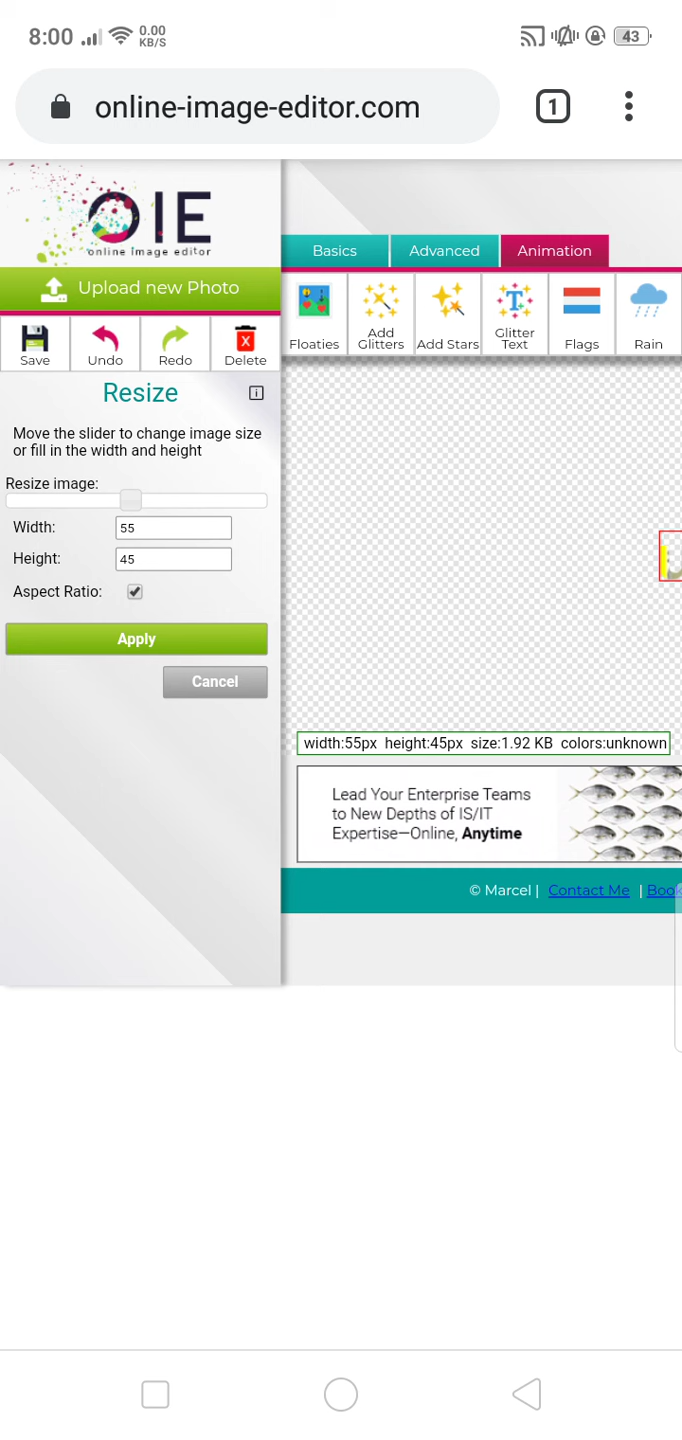 8:00
0.00
KB/S
43
online-image-editor.com
1
OIE
online image editor
Upload new Photo
Save
Undo
Redo
Delete
Basics
Advanced
Animation
Floaties
Add
Glitters
Add Stars
Glitter
Text
Flags
Rain
Resize
i
Move the slider to change image size
or fill in the width and height
Resize image:
Width:
55
Height:
45
Aspect Ratio:
Apply
Cancel
width:55px height:45px size:1.92 KB colors:unknown
Lead Your Enterprise Teams
to New Depths of IS/IT
Expertise—Online, Anytime
© Marcel | Contact Me | Book